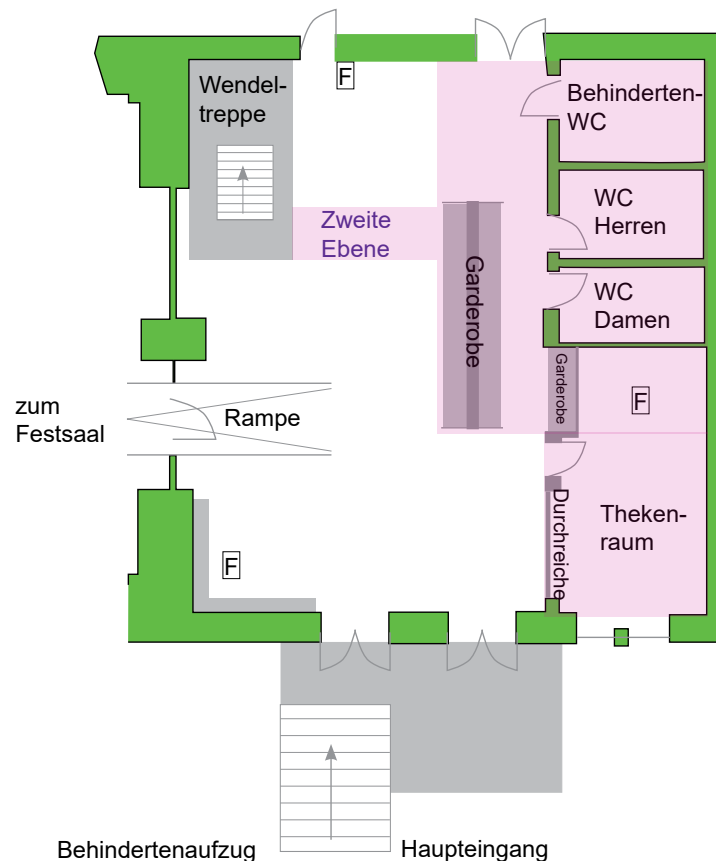 F
Wendel-
treppe
Behinderten-
WC
WC
Herren
Zweite
Ebene
Garderobe
WC
Damen
Garderobe
F
zum
Festsaal
Rampe
Durchreiche
Theken-
raum
F
Behindertenaufzug
Haupteingang